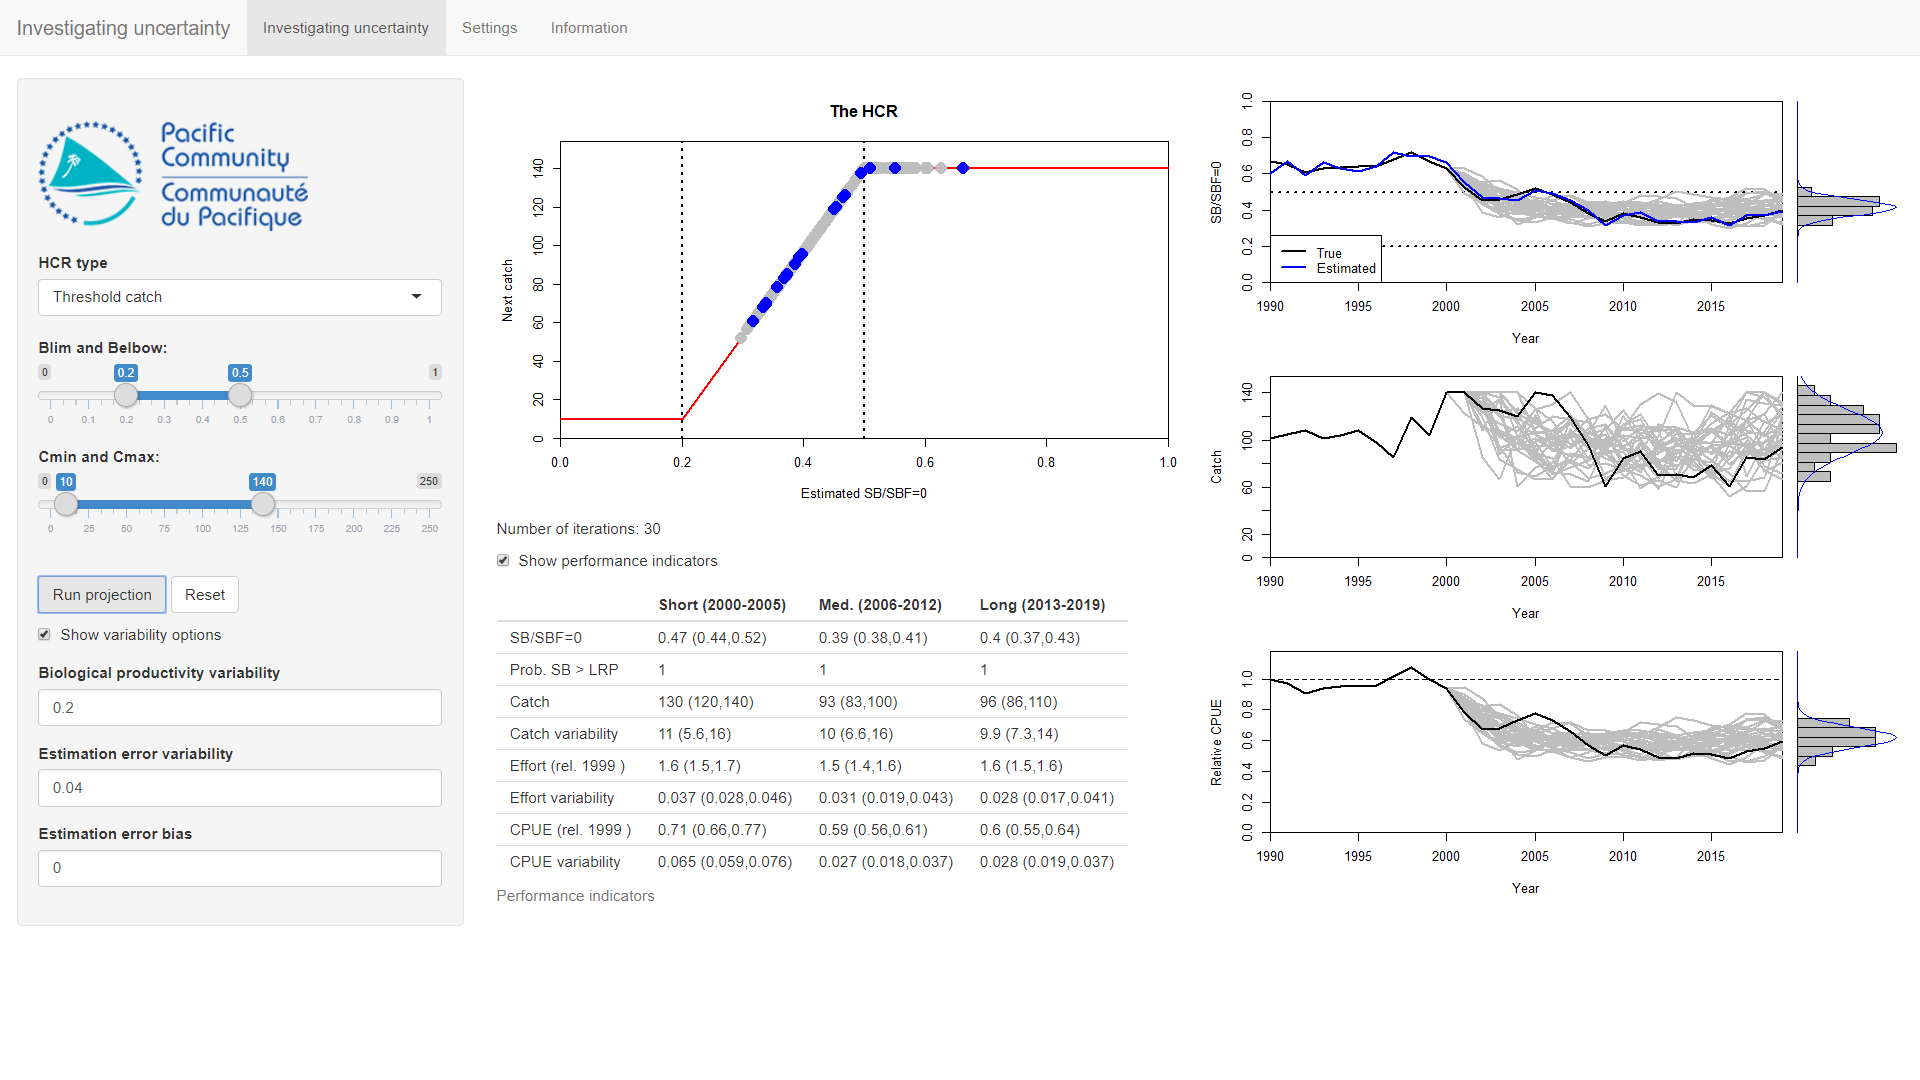 Investigating uncertainty Investigating uncertainty Settings Information
Pacific
Community
Communauté
du Pacifique
HCR type
Threshold catch
Blim and Belbow:
0 0.2 0.5 1
0 0.1 0.2 0.3 0.4 0.5 0.6 0.7 0.8 0.9 1
Cmin and Cmax:
0 10 140 250
0 25 50 75 100 125 150 175 200 225 250
Run projection Reset
Show variability options
Biological productivity variability
0.2
Estimation error variability
0.04
Estimation error bias
0
The HCR
Next catch
0 20 40 60 80 100 120 140
0.0 0.2 0.4 0.6 0.8 1.0
Estimated SB/SBF=0
Number of iterations: 30
Show performance indicators
Short (2000-2005) Med. (2006-2012) Long (2013-2019)
SB/SBF=0 0.47 (0.44,0.52) 0.39 (0.38,0.41) 0.4 (0.37,0.43)
Prob. SB > LRP 1 1 1
Catch 130 (120,140) 93 (83,100) 96 (86,110)
Catch variability 11 (5.6,16) 10 (6.6,16) 9.9 (7.3,14)
Effort (rel. 1999 ) 1.6 (1.5,1.7) 1.5 (1.4,1.6) 1.6 (1.5,1.6)
Effort variability 0.037 (0.028,0.046) 0.031 (0.019,0.043) 0.028 (0.017,0.041)
CPUE (rel. 1999 ) 0.71 (0.66,0.77) 0.59 (0.56,0.61) 0.6 (0.55,0.64)
CPUE variability 0.065 (0.059,0.076) 0.027 (0.018,0.037) 0.028 (0.019,0.037)
Performance indicators
SB/SBF=0
0.0 0.2 0.4 0.6 0.8 1.0
True
Estimated
1990 1995 2000 2005 2010 2015
Year
Catch
0 20 60 100 140
1990 1995 2000 2005 2010 2015
Year
Relative CPUE
0.0 0.2 0.4 0.6 0.8 1.0
1990 1995 2000 2005 2010 2015
Year